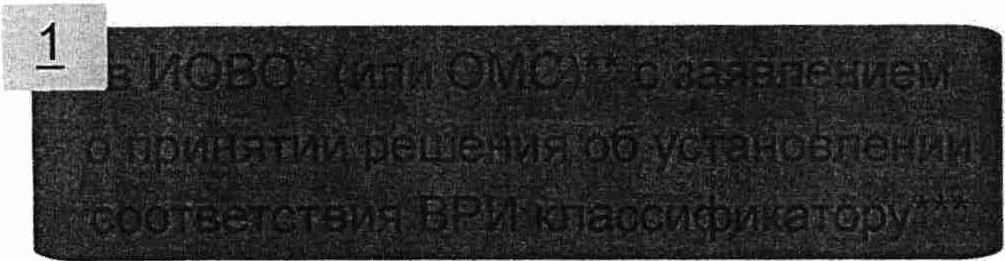 1
в ИОВО* (или ОМС)** с заявлением
о принятии решения об установлении
соответствия ВРИ классификатору***